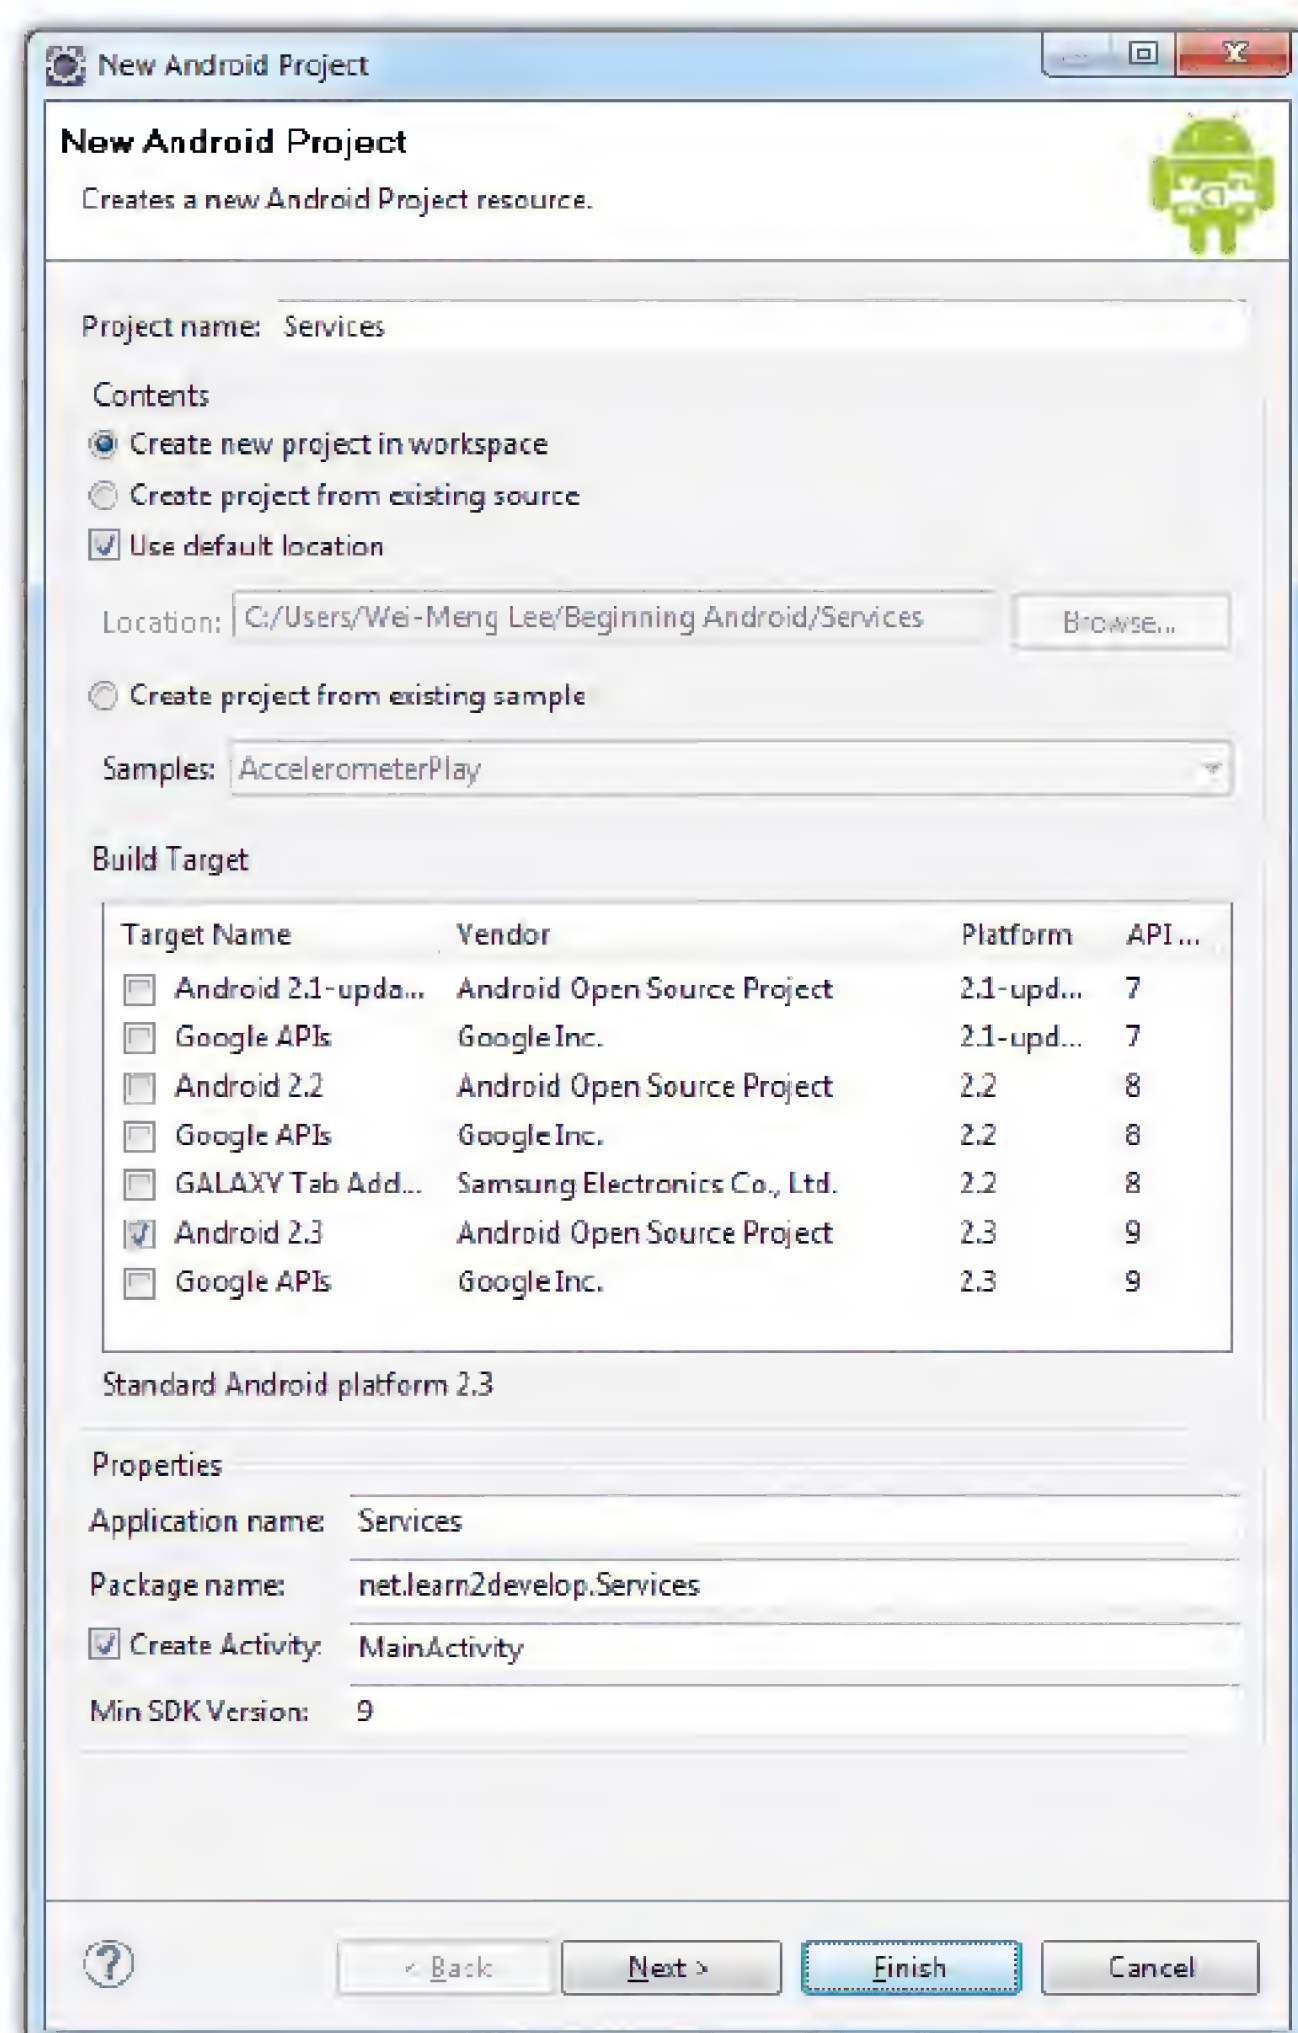 New Android Project
New Android Project
Creates a new Android Project resource.
Project name: Services
Contents
Create new project in workspace
Create project from existing source
Use default location
Location: C:/Users/Wei-Meng Lee/Beginning Android/Services Browse...
Create project from existing sample
Samples: AccelerometerPlay
Build Target
Target Name Vendor Platform API ...
Android 2.1-upda... Android Open Source Project 2.1-upd... 7
Google APIs Google Inc. 2.1-upd... 7
Android 2.2 Android Open Source Project 2.2 8
Google APIs Google Inc. 2.2 8
GALAXY Tab Add... Samsung Electronics Co., Ltd. 2.2 8
Android 2.3 Android Open Source Project 2.3 9
Google APIs Google Inc. 2.3 9
Standard Android platform 2.3
Properties
Application name: Services
Package name: net.learn2develop.Services
Create Activity: MainActivity
Min SDK Version: 9
? < Back Next > Finish Cancel